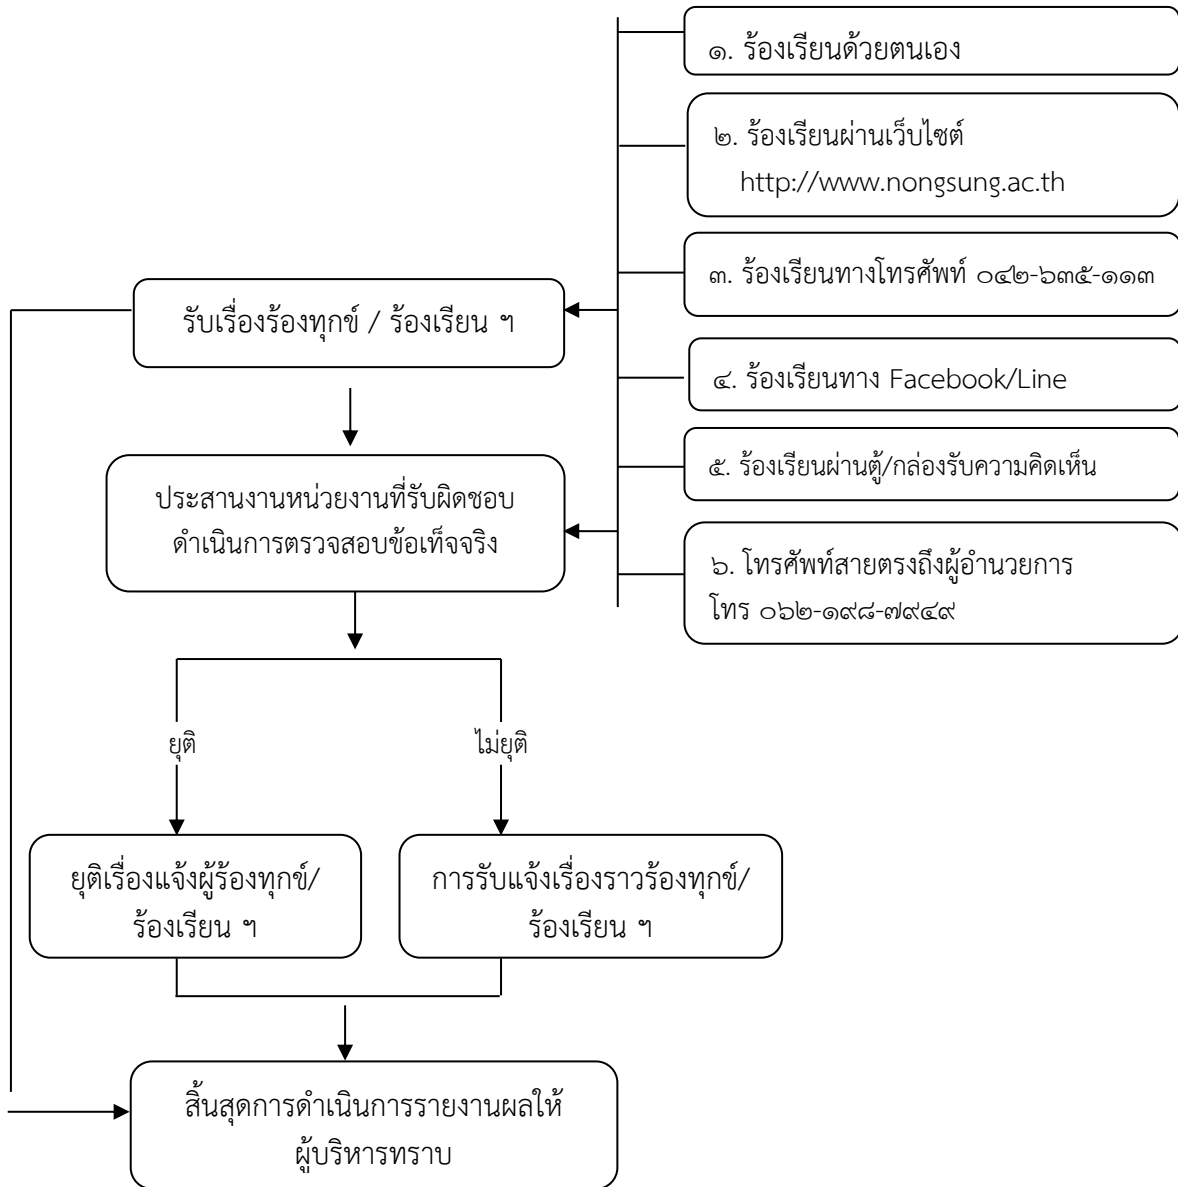 ๑. ร้องเรียนด้วยตนเอง
๒. ร้องเรียนผ่านเว็บไซต์
http://www.nongsung.ac.th
๓. ร้องเรียนทางโทรศัพท์ ๐๔๒-๖๓๕-๑๑๓
๔. ร้องเรียนทาง Facebook/Line
๕. ร้องเรียนผ่านตู้/กล่องรับความคิดเห็น
๖. โทรศัพท์สายตรงถึงผู้อำนวยการ
โทร ๐๖๒-๑๙๘-๗๙๔๙
รับเรื่องร้องทุกข์ / ร้องเรียน ฯ
ประสานงานหน่วยงานที่รับผิดชอบ
ดำเนินการตรวจสอบข้อเท็จจริง
ยุติ
ไม่ยุติ
ยุติเรื่องแจ้งผู้ร้องทุกข์/
ร้องเรียน ฯ
การรับแจ้งเรื่องราวร้องทุกข์/
ร้องเรียน ฯ
สิ้นสุดการดำเนินการรายงานผลให้
ผู้บริหารทราบ